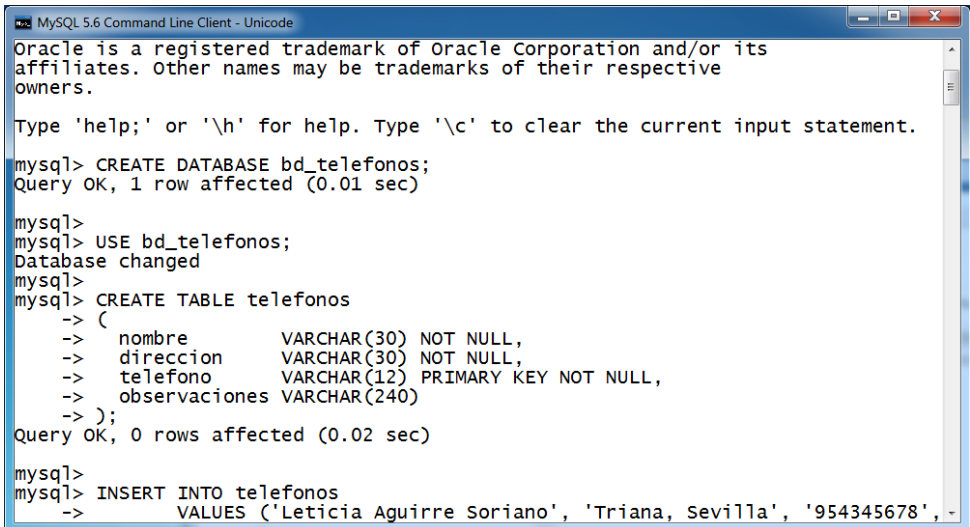 MySQL 5.6 Command Line Client - Unicode
Oracle is a registered trademark of Oracle Corporation and/or its
affiliates. Other names may be trademarks of their respective
owners.

Type 'help;' or '\h' for help. Type '\c' to clear the current input statement.

mysql> CREATE DATABASE bd_telefonos;
Query OK, 1 row affected (0.01 sec)

mysql>
mysql> USE bd_telefonos;
Database changed
mysql>
mysql> CREATE TABLE telefonos
    -> (
    ->   nombre        VARCHAR(30) NOT NULL,
    ->   direccion     VARCHAR(30) NOT NULL,
    ->   telefono      VARCHAR(12) PRIMARY KEY NOT NULL,
    ->   observaciones VARCHAR(240)
    -> );
Query OK, 0 rows affected (0.02 sec)

mysql>
mysql> INSERT INTO telefonos
    ->        VALUES ('Leticia Aguirre Soriano', 'Triana, Sevilla', '954345678',